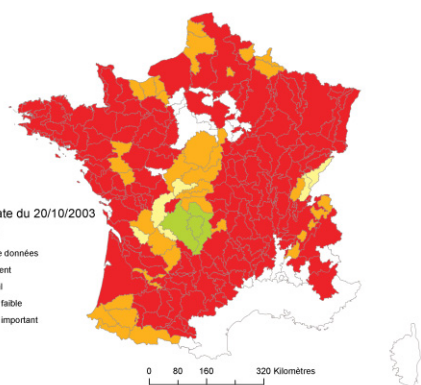 ate du 20/10/2003
données
ent
faible
important
0 80 160 320 Kilomètres